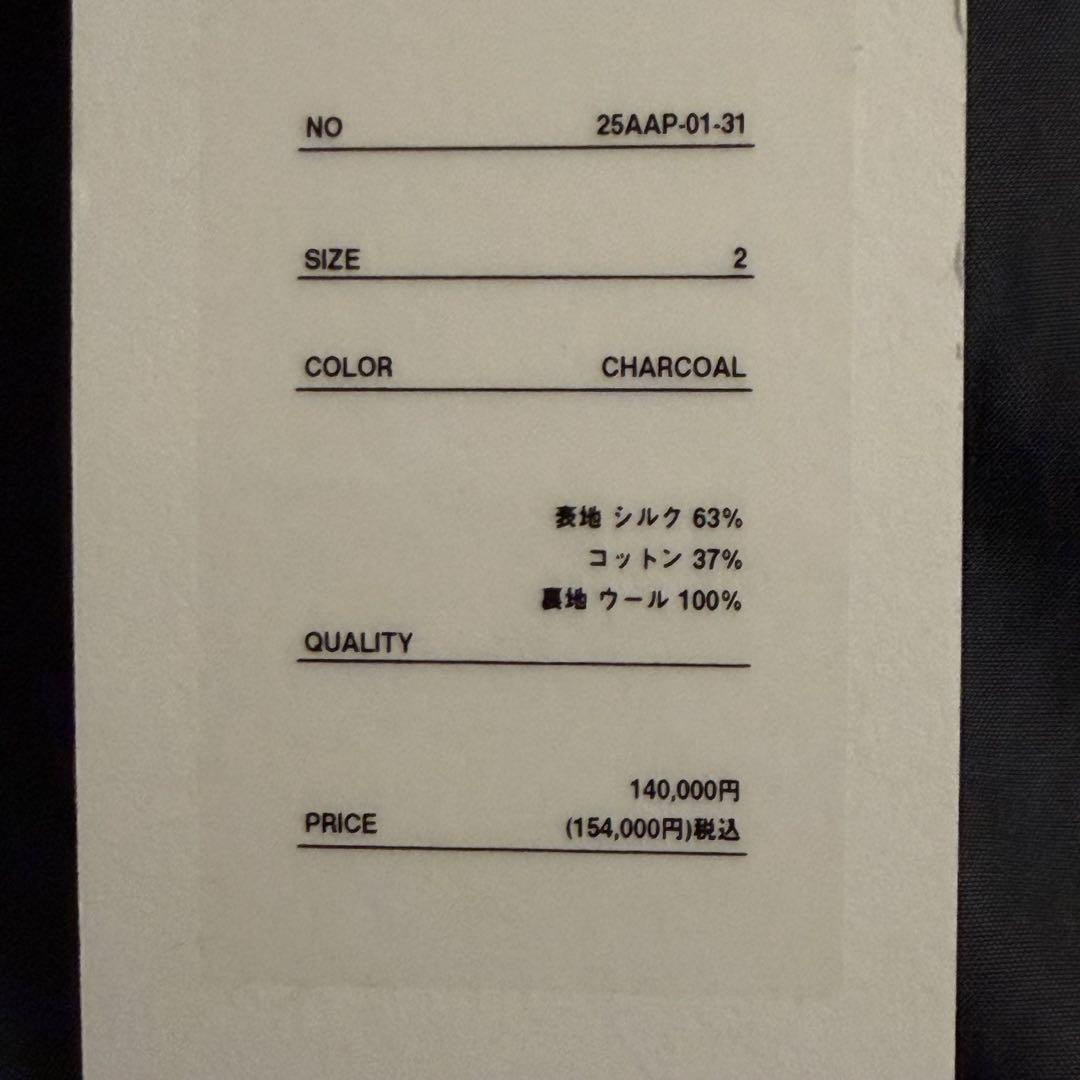 NO 25AAP-01-31
SIZE 2
COLOR CHARCOAL
表地 シルク 63%
コットン 37%
裏地 ウール 100%
QUALITY
140,000円
PRICE (154,000円)税込